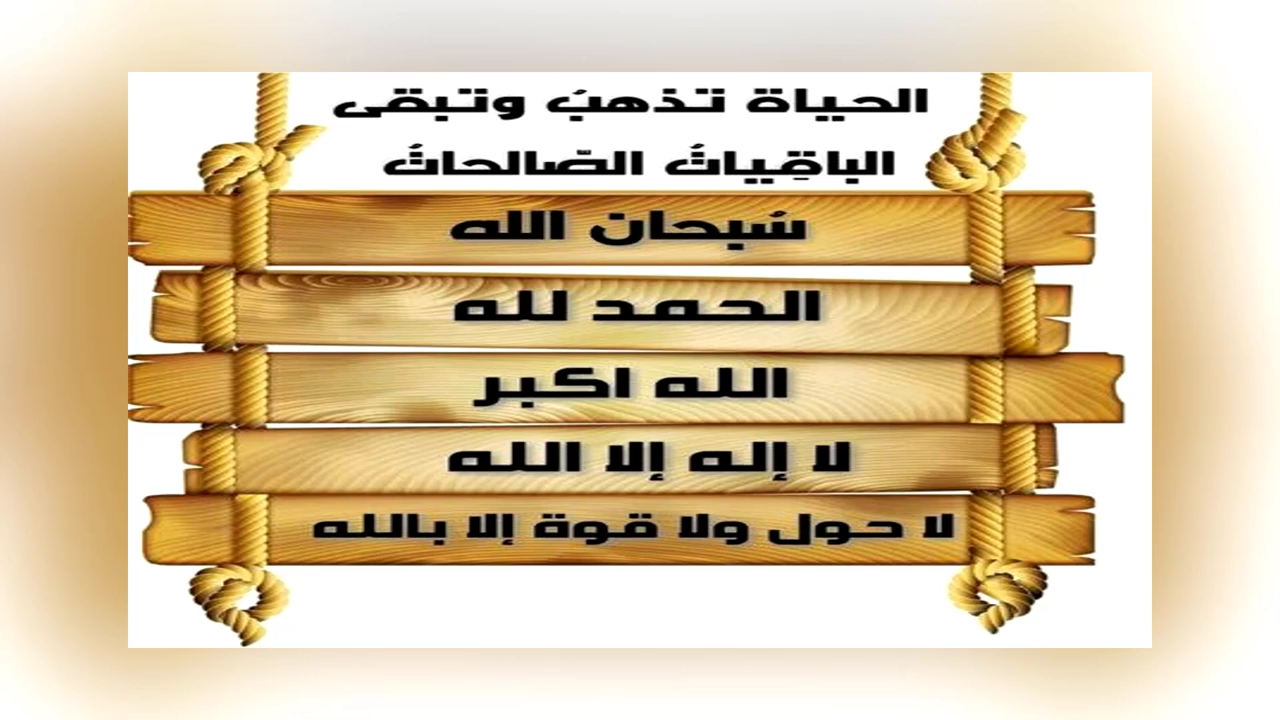 الحياة تذهبُ وتبقى
الباقِياتُ الصّالحاتُ
سُبحان الله
الحمد لله
الله اكبر
لا إله إلا الله
لا حول ولا قوة إلا بالله